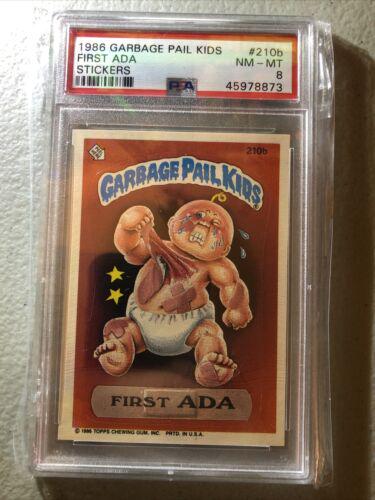 1986 GARBAGE PAIL KIDS #210b
FIRST ADA NM-MT
STICKERS 8
PSA 45978873
210b
GARBAGE PAIL KIDS
FIRST ADA
© 1986 TOPPS CHEWING GUM, INC. PRTD. IN U.S.A.